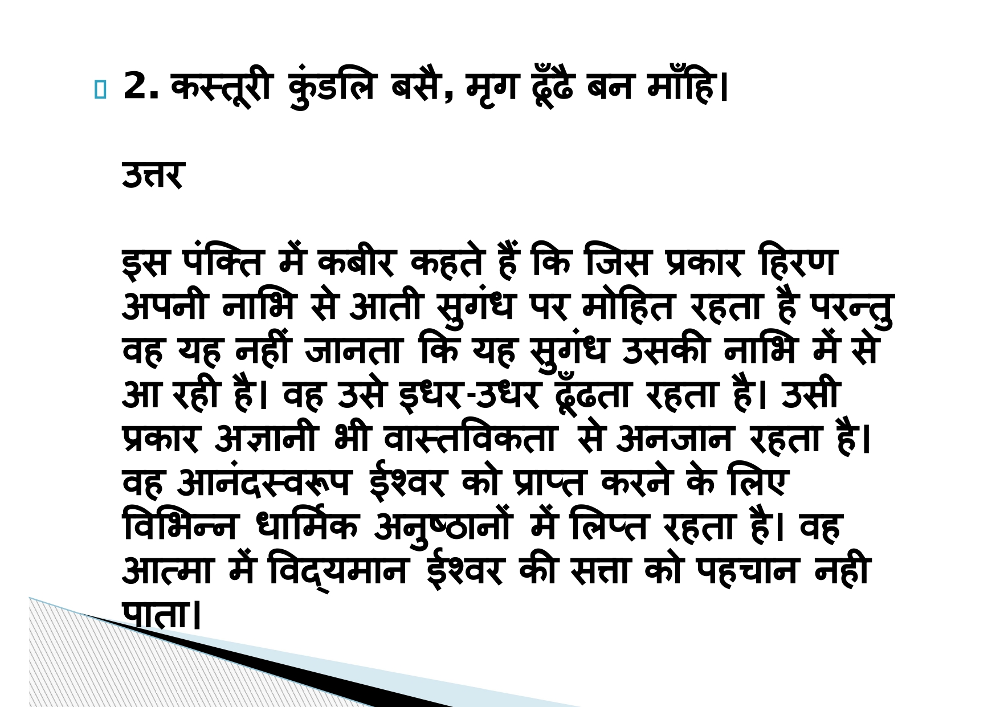 2. कस्तूरी कुंडलि बसै, मृग ढूँढै बन माँहि।
उत्तर
इस पंक्ति में कबीर कहते हैं कि जिस प्रकार हिरण
अपनी नाभि से आती सुगंध पर मोहित रहता है परन्तु
वह यह नहीं जानता कि यह सुगंध उसकी नाभि में से
आ रही है। वह उसे इधर-उधर ढूँढता रहता है। उसी
प्रकार अज्ञानी भी वास्तविकता से अनजान रहता है।
वह आनंदस्वरूप ईश्वर को प्राप्त करने के लिए
विभिन्न धार्मिक अनुष्ठानों में लिप्त रहता है। वह
आत्मा में विद्यमान ईश्वर की सत्ता को पहचान नही
पाता।